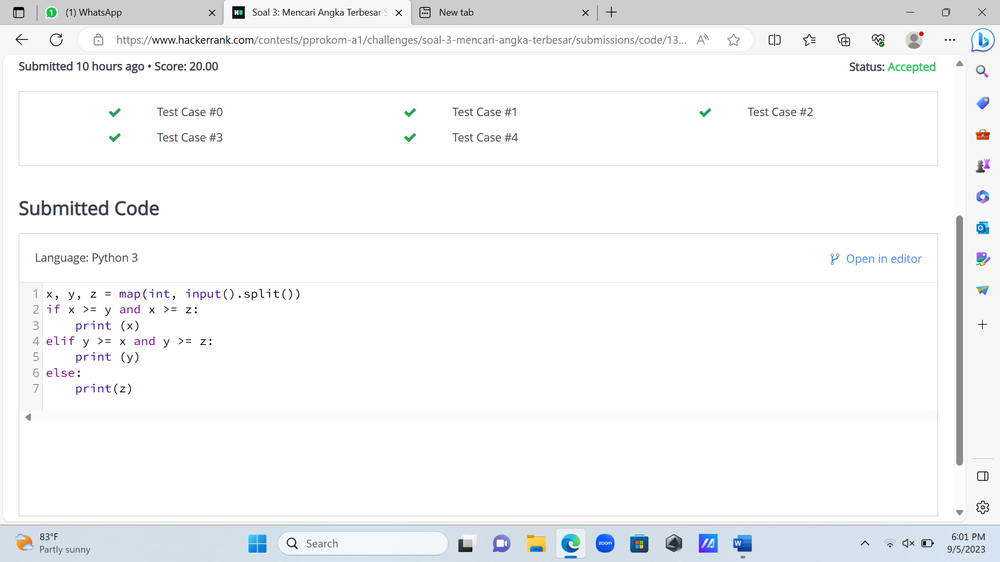 1 (1) WhatsApp
Soal 3: Mencari Angka Terbesar S
New tab
https://www.hackerrank.com/contests/pprokom-a1/challenges/soal-3-mencari-angka-terbesar/submissions/code/13...
Submitted 10 hours ago • Score: 20.00
Status: Accepted
Test Case #0
Test Case #1
Test Case #2
Test Case #3
Test Case #4
Submitted Code
Language: Python 3
Open in editor
1 x, y, z = map(int, input().split())
2 if x >= y and x >= z:
3     print (x)
4 elif y >= x and y >= z:
5     print (y)
6 else:
7     print(z)
83°F
Partly sunny
Search
zoom
W
6:01 PM
9/5/2023